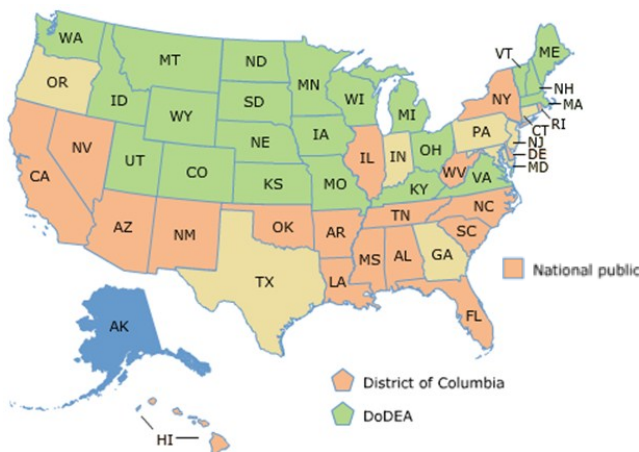 WA
MT
ND
MN
VT
ME
OR
ID
SD
WI
MI
NY
NH
MA
WY
IA
PA
CT
RI
NJ
DE
MD
NV
UT
NE
IL
IN
OH
WV
VA
CA
CO
KS
MO
KY
AZ
NM
OK
AR
TN
NC
SC
MS
AL
GA
TX
LA
FL
National public
AK
District of Columbia
DoDEA
HI